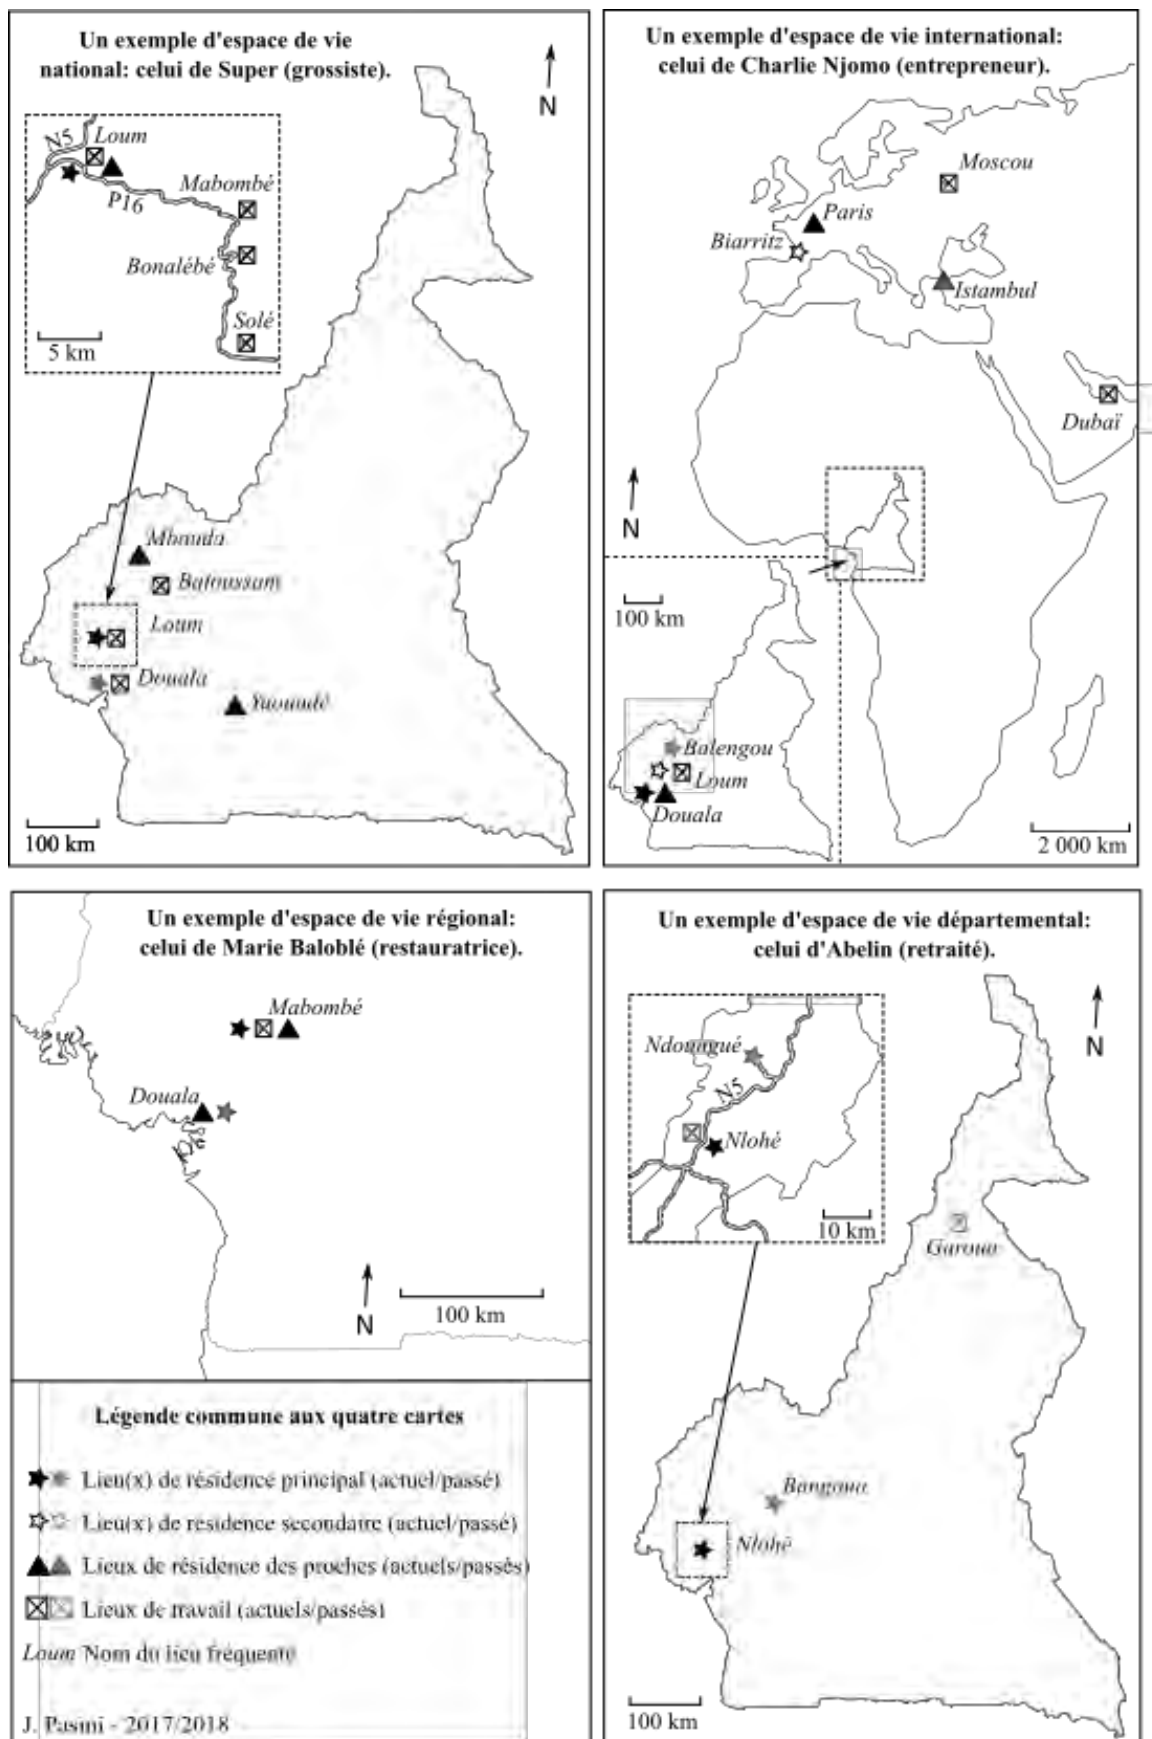 Un exemple d'espace de vie
national: celui de Super (grossiste).
N
N5
Loum
P16
Mabombé
Bonalébé
Solé
5 km
Mbouda
Bafoussam
Loum
Douala
Yaoundé
100 km
Un exemple d'espace de vie international:
celui de Charlie Njomo (entrepreneur).
Moscou
Paris
Biarritz
Istambul
Dubaï
N
100 km
Balengou
Loum
Douala
2 000 km
Un exemple d'espace de vie régional:
celui de Marie Baloblé (restauratrice).
Mabombé
Douala
N
100 km
Un exemple d'espace de vie départemental:
celui d'Abelin (retraité).
N
Ndoungué
N5
Nlohé
10 km
Garoua
Bangoua
Nlohé
100 km
Légende commune aux quatre cartes
Lieu(x) de résidence principal (actuel/passé)
Lieu(x) de résidence secondaire (actuel/passé)
Lieux de résidence des proches (actuels/passés)
Lieux de travail (actuels/passés)
Loum Nom du lieu fréquenté
J. Pasini - 2017/2018